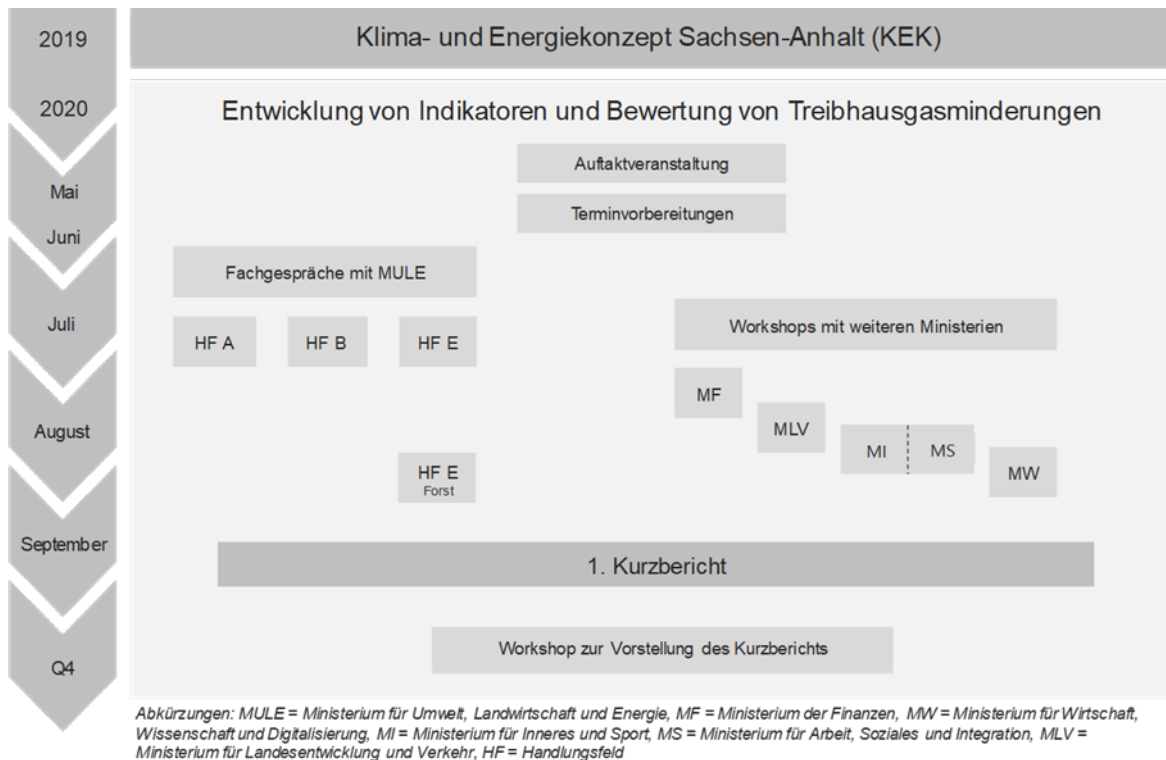 2019
Klima- und Energiekonzept Sachsen-Anhalt (KEK)
2020
Entwicklung von Indikatoren und Bewertung von Treibhausgasminderungen
Auftaktveranstaltung
Mai
Terminvorbereitungen
Juni
Fachgespräche mit MULE
Juli
Workshops mit weiteren Ministerien
HF A
HF B
HF E
MF
August
MLV
MI
MS
HF E
Forst
MW
September
1. Kurzbericht
Workshop zur Vorstellung des Kurzberichts
Q4
Abkürzungen: MULE = Ministerium für Umwelt, Landwirtschaft und Energie, MF = Ministerium der Finanzen, MW = Ministerium für Wirtschaft,
Wissenschaft und Digitalisierung, MI = Ministerium für Inneres und Sport, MS = Ministerium für Arbeit, Soziales und Integration, MLV =
Ministerium für Landesentwicklung und Verkehr, HF = Handlungsfeld